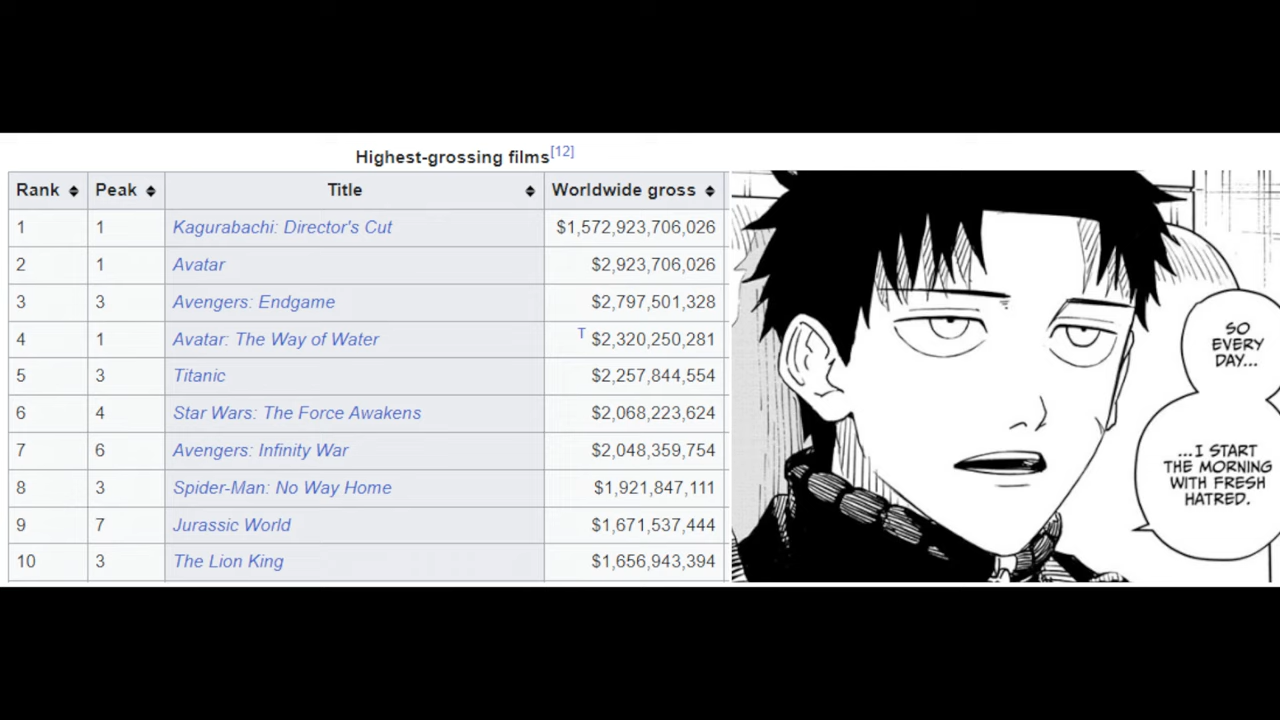 Highest-grossing films[12]
Rank Peak Title Worldwide gross
1 1 Kagurabachi: Director's Cut $1,572,923,706,026
2 1 Avatar $2,923,706,026
3 3 Avengers: Endgame $2,797,501,328
4 1 Avatar: The Way of Water T $2,320,250,281
5 3 Titanic $2,257,844,554
6 4 Star Wars: The Force Awakens $2,068,223,624
7 6 Avengers: Infinity War $2,048,359,754
8 3 Spider-Man: No Way Home $1,921,847,111
9 7 Jurassic World $1,671,537,444
10 3 The Lion King $1,656,943,394
SO
EVERY
DAY...
...I START
THE MORNING
WITH FRESH
HATRED.